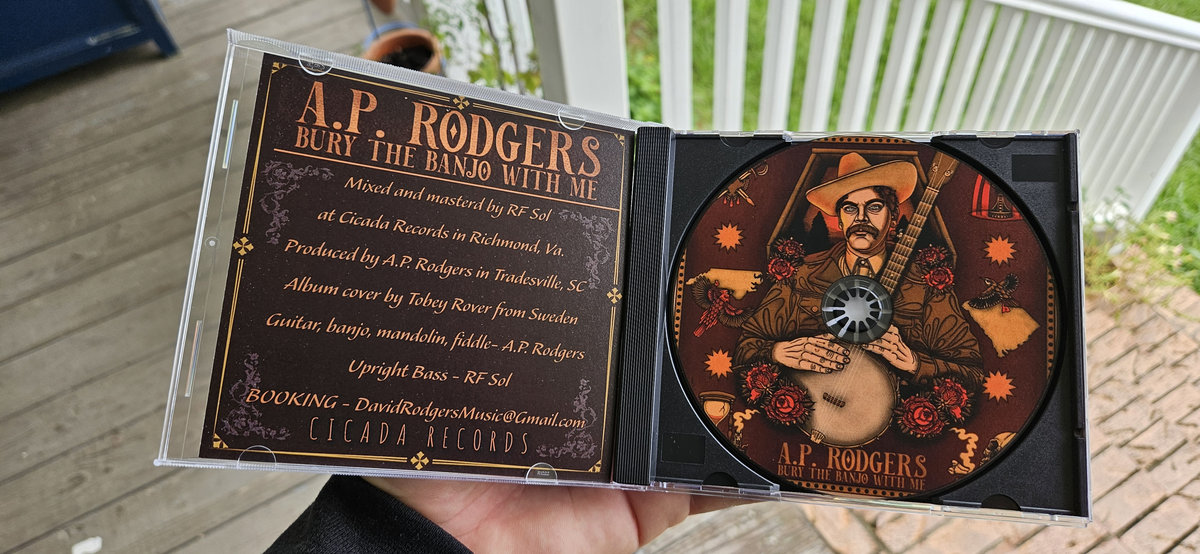 A.P. RODGERS
BURY THE BANJO WITH ME
Mixed and masterd by RF Sol
at Cicada Records in Richmond, Va.
Produced by A.P. Rodgers in Tradesville, SC
Album cover by Tobey Rover from Sweden
Guitar, banjo, mandolin, fiddle- A.P. Rodgers
Upright Bass - RF Sol
BOOKING - DavidRodgersMusic@Gmail.com
CICADA RECORDS
A.P. RODGERS
BURY THE BANJO WITH ME